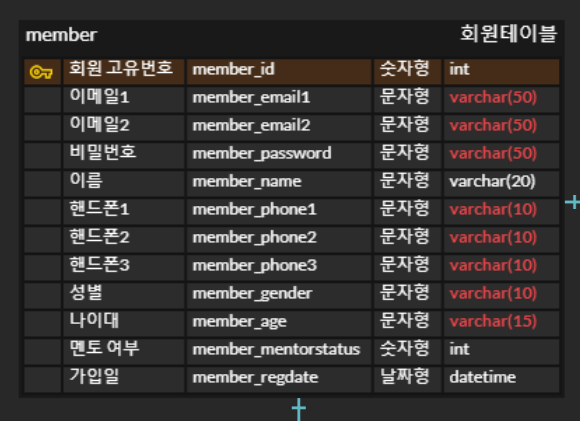 member 회원테이블
회원 고유번호 member_id 숫자형 int
이메일1 member_email1 문자형 varchar(50)
이메일2 member_email2 문자형 varchar(50)
비밀번호 member_password 문자형 varchar(50)
이름 member_name 문자형 varchar(20)
핸드폰1 member_phone1 문자형 varchar(10)
핸드폰2 member_phone2 문자형 varchar(10)
핸드폰3 member_phone3 문자형 varchar(10)
성별 member_gender 문자형 varchar(10)
나이대 member_age 문자형 varchar(15)
멘토 여부 member_mentorstatus 숫자형 int
가입일 member_regdate 날짜형 datetime